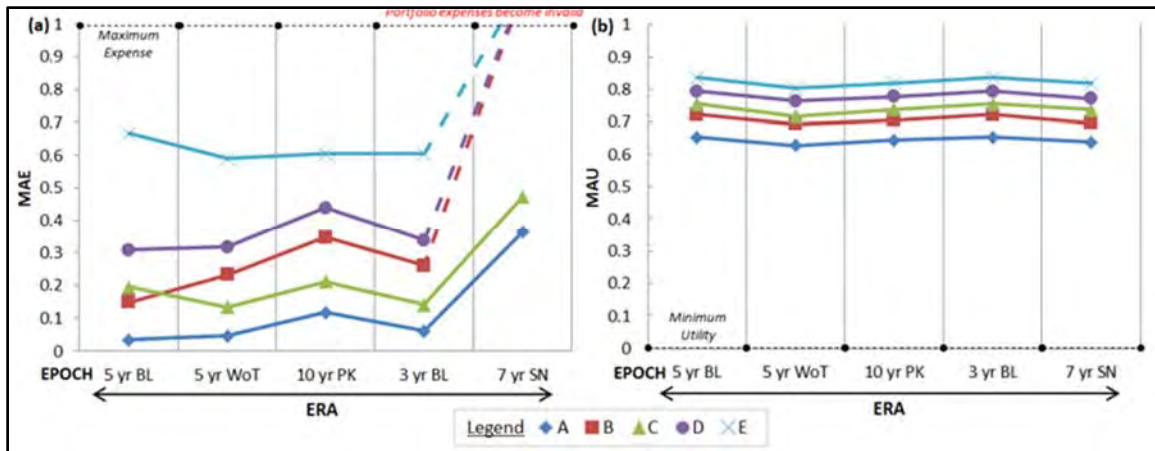 Portfolio expenses become invalid
(a)
1
Maximum
Expense
0.9
0.8
0.7
0.6
0.5
0.4
0.3
0.2
0.1
0
MAE
EPOCH 5 yr BL 5 yr WoT 10 yr PK 3 yr BL 7 yr SN
ERA
(b)
1
0.9
0.8
0.7
0.6
0.5
0.4
0.3
0.2
0.1
0
MAU
Minimum
Utility
EPOCH 5 yr BL 5 yr WoT 10 yr PK 3 yr BL 7 yr SN
ERA
Legend A B C D E